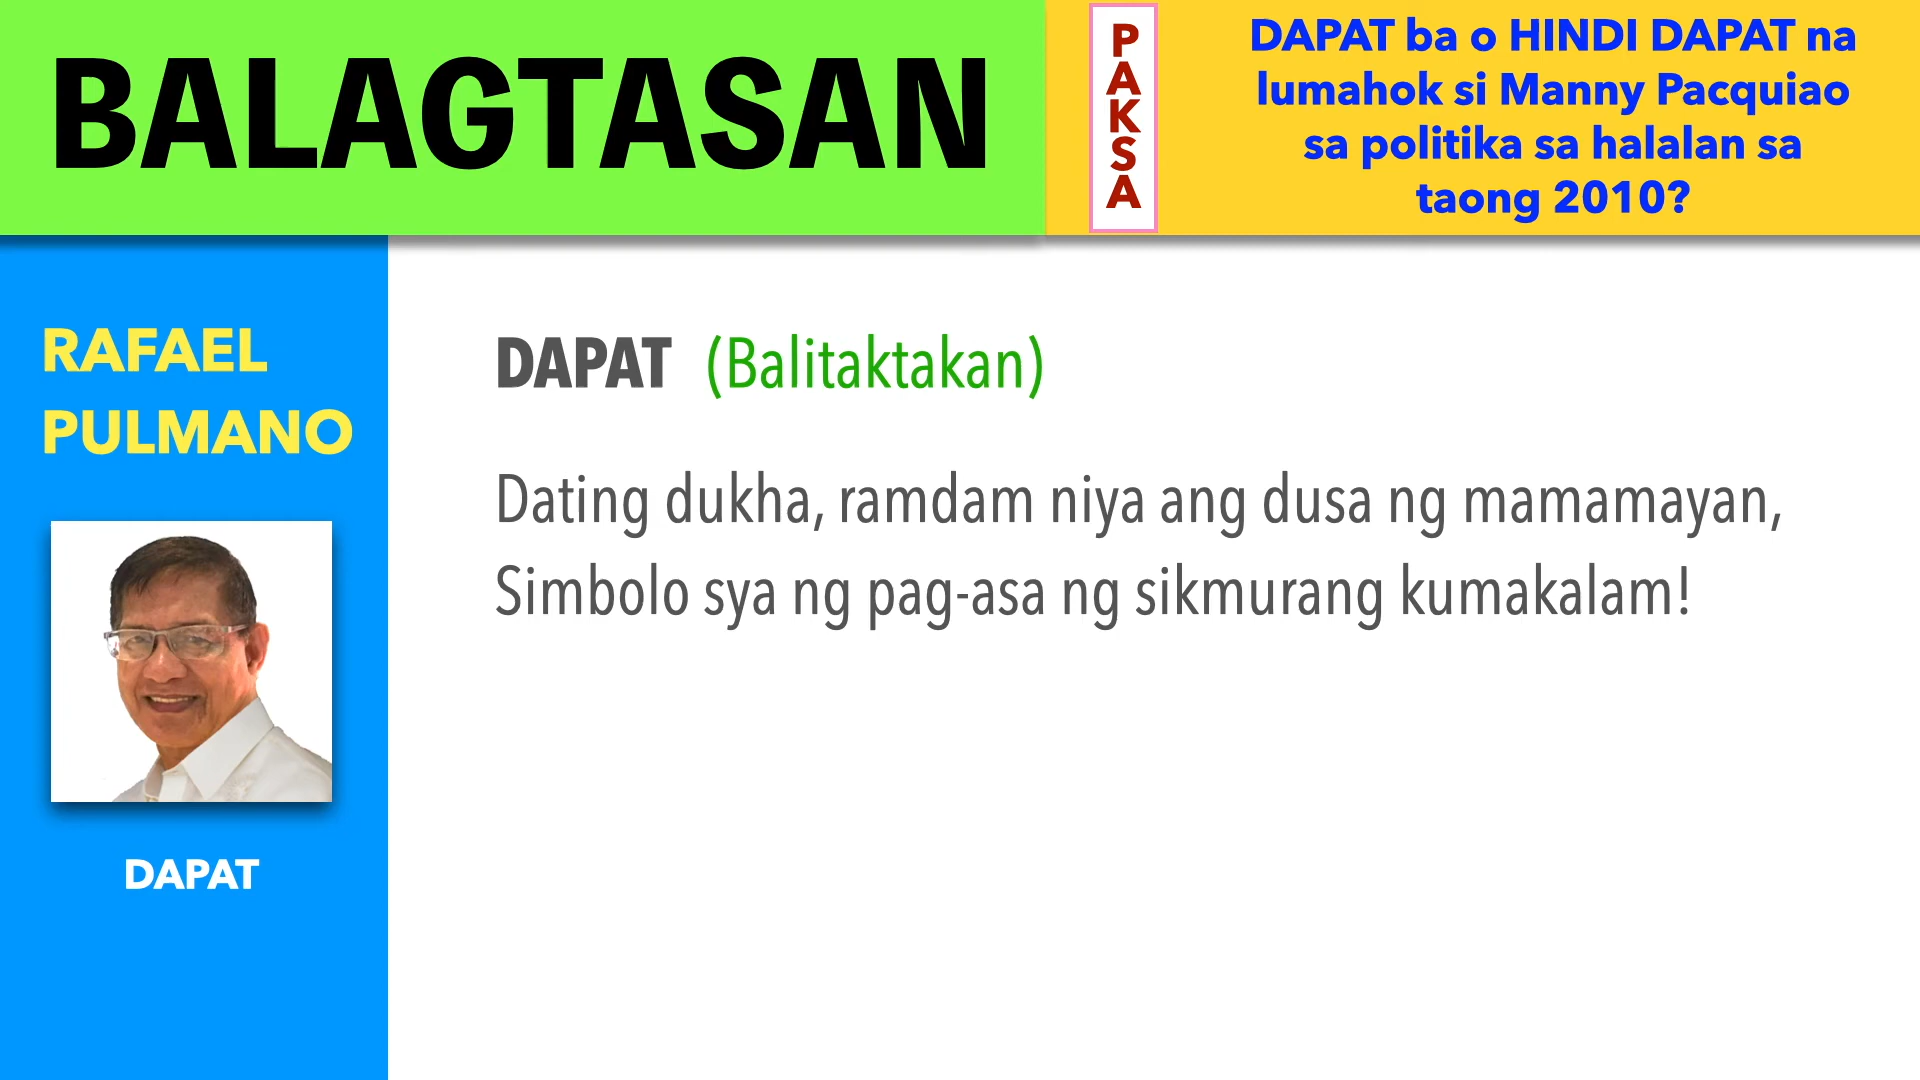 BALAGTASAN
PAKSA
DAPAT ba o HINDI DAPAT na
lumahok si Manny Pacquiao
sa politika sa halalan sa
taong 2010?
RAFAEL
PULMANO
DAPAT
DAPAT (Balitaktakan)
Dating dukha, ramdam niya ang dusa ng mamamayan,
Simbolo sya ng pag-asa ng sikmurang kumakalam!